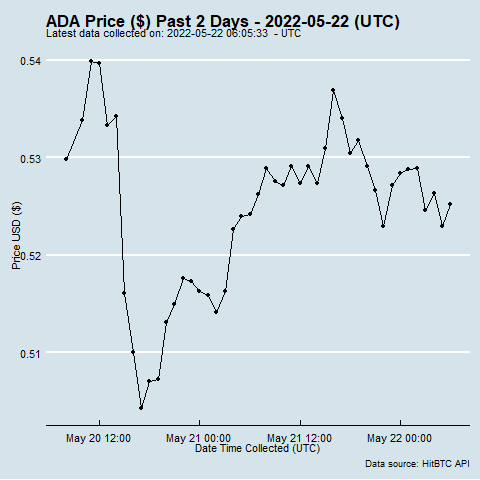 ADA Price ($) Past 2 Days - 2022-05-22 (UTC)
Latest data collected on: 2022-05-22 06:05:33 - UTC
0.54
0.53
0.52
0.51
Price USD ($)
May 20 12:00
May 21 00:00
May 21 12:00
May 22 00:00
Date Time Collected (UTC)
Data source: HitBTC API